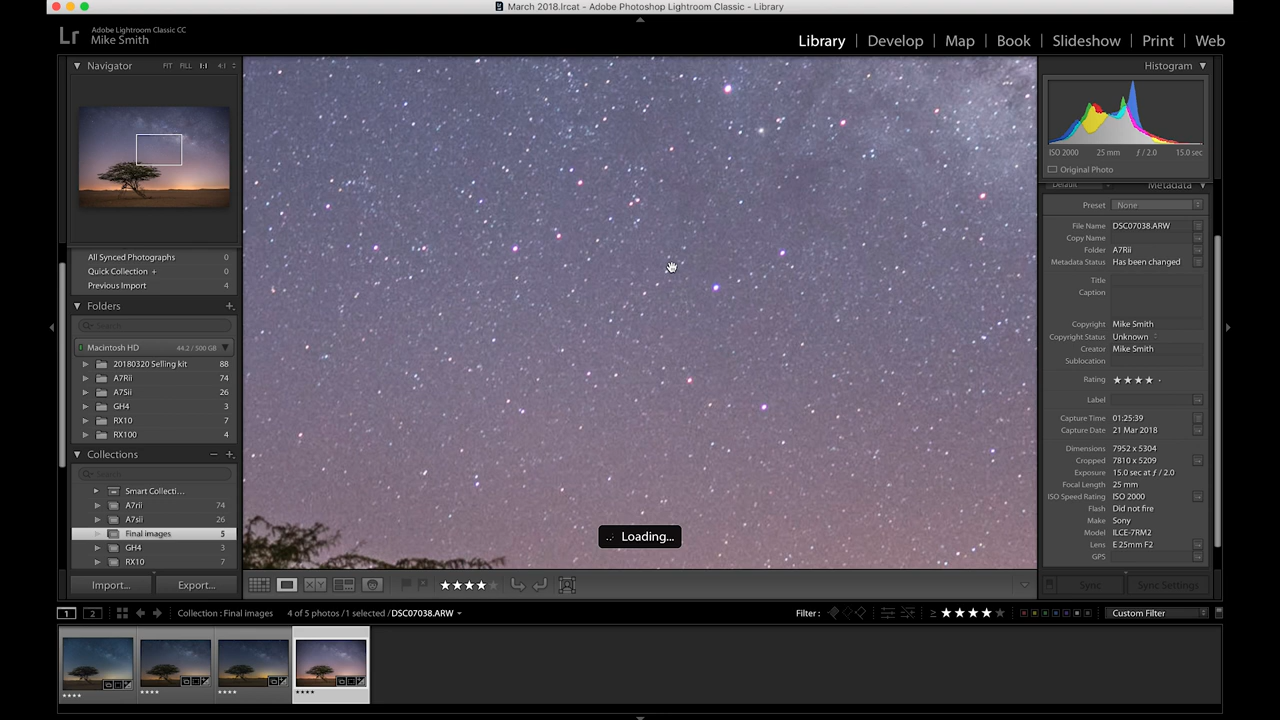 March 2018.lrcat - Adobe Photoshop Lightroom Classic - Library
Lr
Adobe Lightroom Classic CC
Mike Smith
Library | Develop | Map | Book | Slideshow | Print | Web
Navigator FIT FILL 1:1 4:1
All Synced Photographs 0
Quick Collection + 0
Previous Import 4
Folders +
Search
Macintosh HD 44.2 / 500 GB
20180320 Selling kit 88
A7Rii 74
A7Sii 26
GH4 3
RX10 7
RX100 4
Collections − +
Search
Smart Collecti...
A7rii 74
A7sii 26
Final images 5
GH4 3
RX10 7
Import... Export...
Loading...
Histogram
ISO 2000 25 mm ƒ / 2.0 15.0 sec
Original Photo
Default Metadata
Preset None
File Name DSC07038.ARW
Copy Name
Folder A7Rii
Metadata Status Has been changed
Title
Caption
Copyright Mike Smith
Copyright Status Unknown
Creator Mike Smith
Sublocation
Rating ★★★★ ·
Label
Capture Time 01:25:39
Capture Date 21 Mar 2018
Dimensions 7952 x 5304
Cropped 7810 x 5209
Exposure 15.0 sec at ƒ / 2.0
Focal Length 25 mm
ISO Speed Rating ISO 2000
Flash Did not fire
Make Sony
Model ILCE-7RM2
Lens E 25mm F2
GPS
Sync Sync Settings
1 2 Collection : Final images 4 of 5 photos / 1 selected / DSC07038.ARW Filter : ≥ ★★★★★ Custom Filter